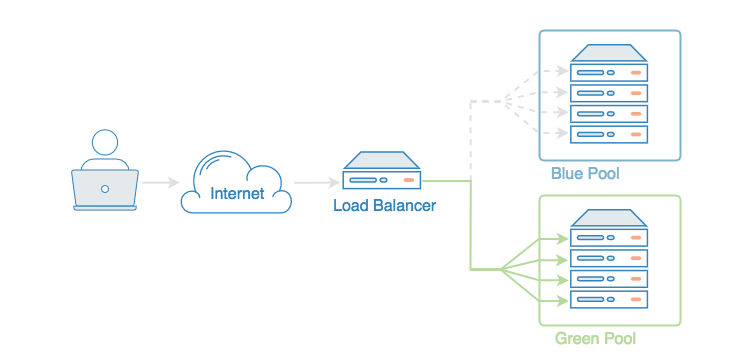 Internet
Load Balancer
Blue Pool
Green Pool